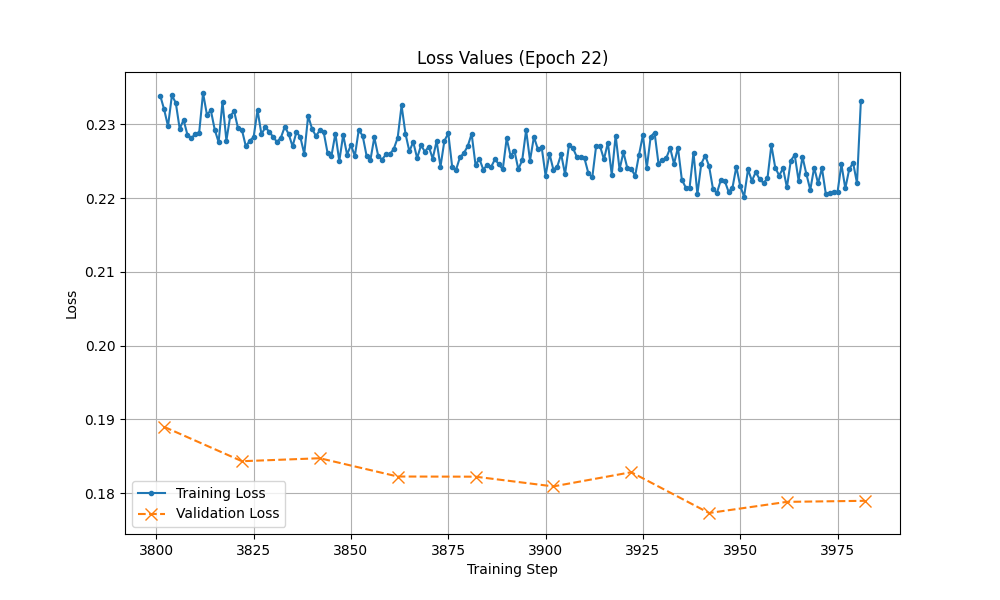 Loss Values (Epoch 22)
0.23
0.22
0.21
0.20
0.19
0.18
Loss
Training Loss
Validation Loss
3800 3825 3850 3875 3900 3925 3950 3975
Training Step